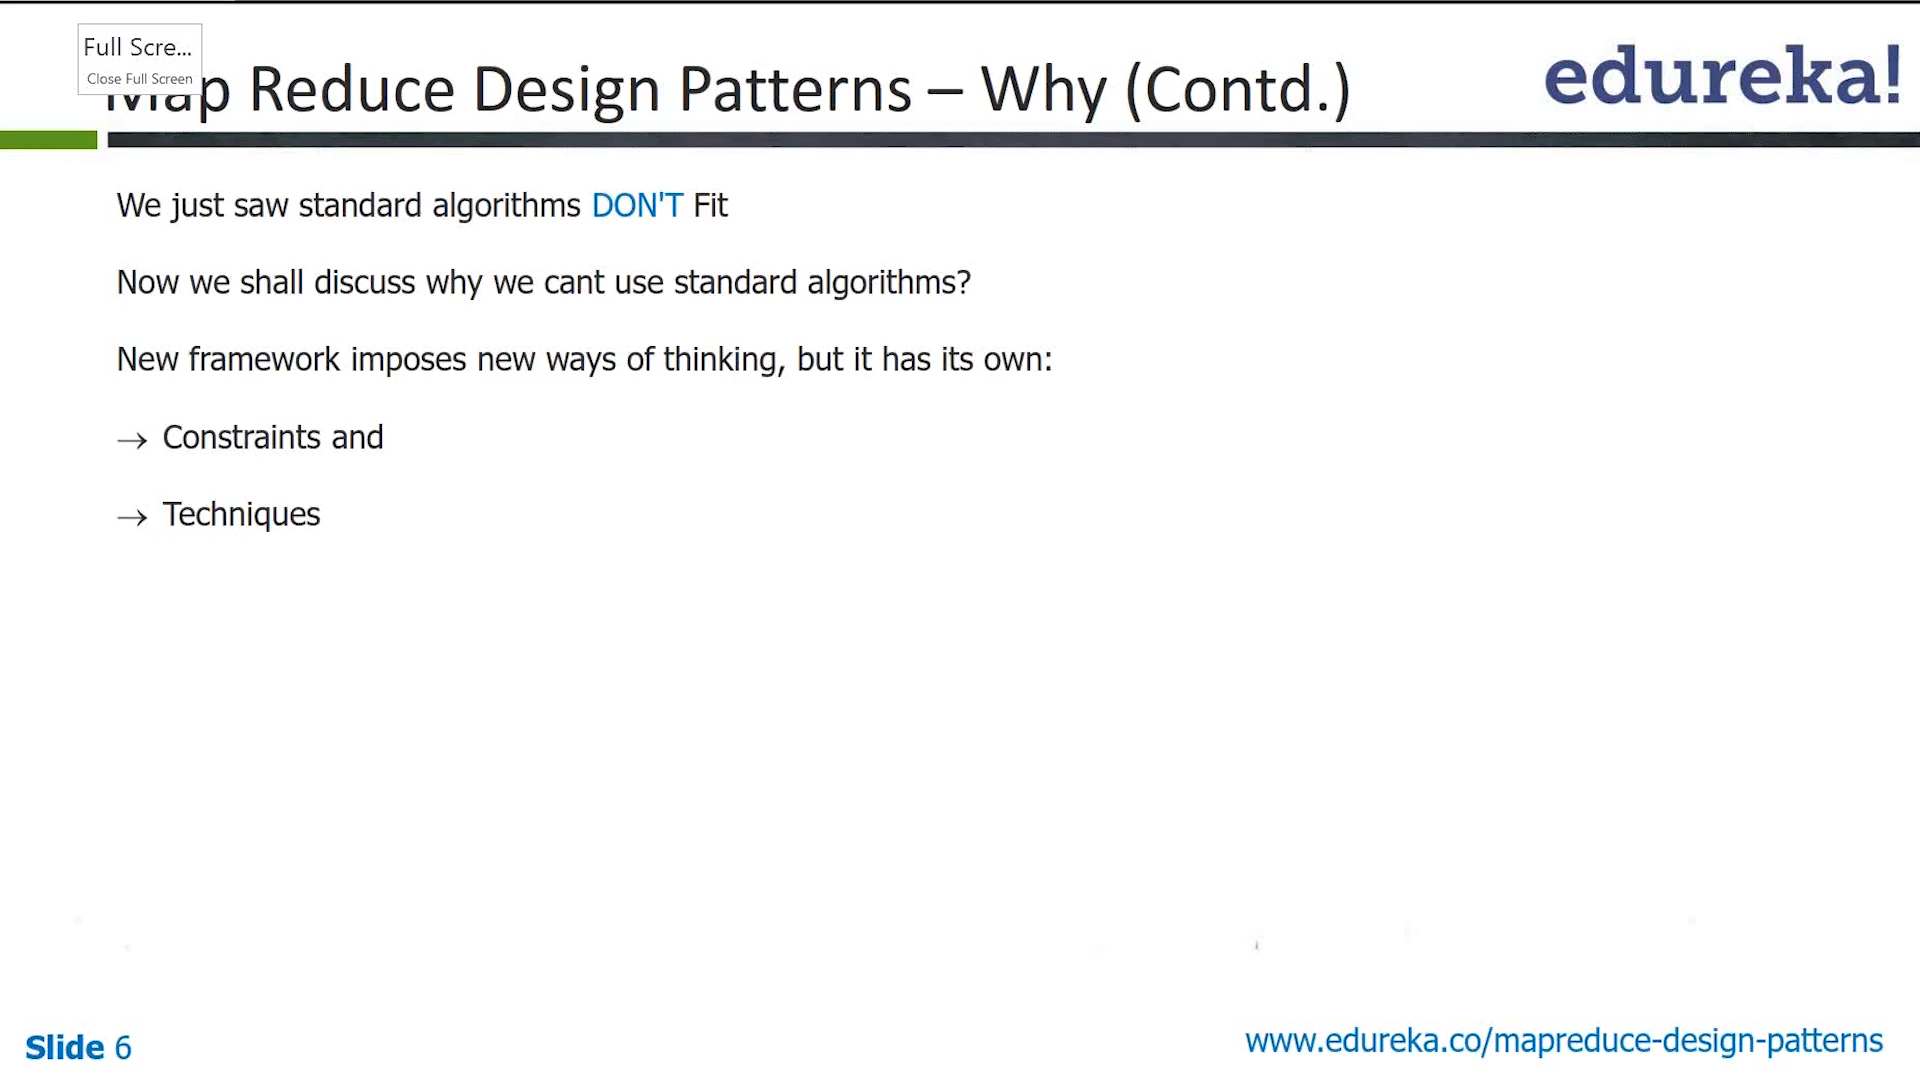 Full Scre...
Close Full Screen
Map Reduce Design Patterns – Why (Contd.)
edureka!
We just saw standard algorithms DON'T Fit
Now we shall discuss why we cant use standard algorithms?
New framework imposes new ways of thinking, but it has its own:
→ Constraints and
→ Techniques
Slide 6
www.edureka.co/mapreduce-design-patterns